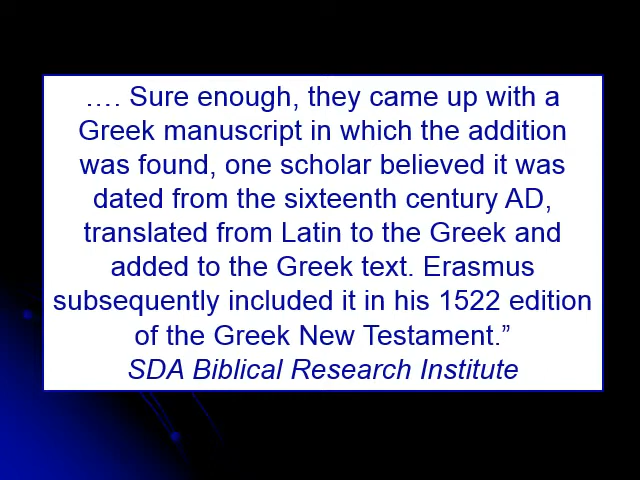 …. Sure enough, they came up with a
Greek manuscript in which the addition
was found, one scholar believed it was
dated from the sixteenth century AD,
translated from Latin to the Greek and
added to the Greek text. Erasmus
subsequently included it in his 1522 edition
of the Greek New Testament.”
SDA Biblical Research Institute